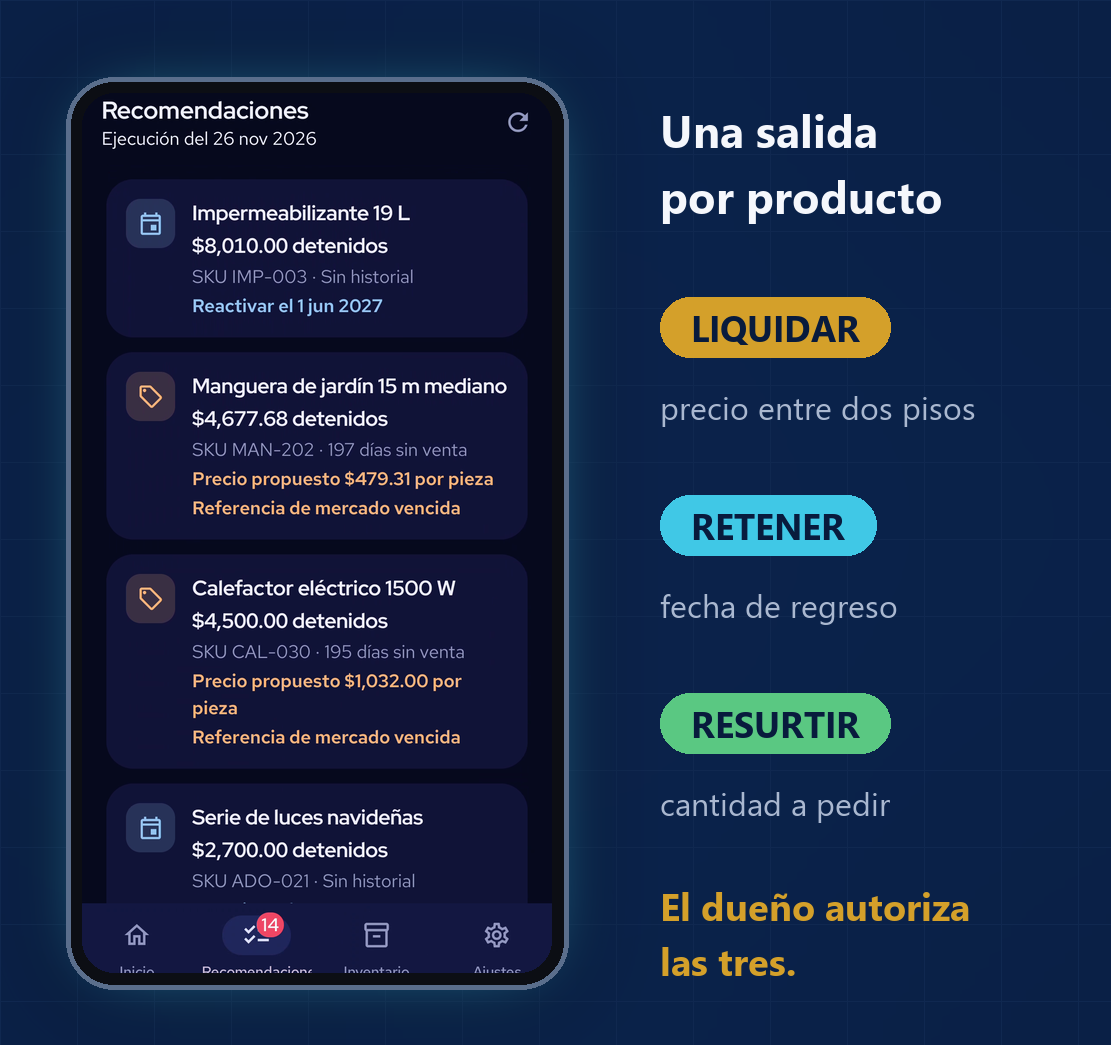 Recomendaciones
Ejecución del 26 nov 2026
Impermeabilizante 19 L
$8,010.00 detenidos
SKU IMP-003 · Sin historial
Reactivar el 1 jun 2027
Manguera de jardín 15 m mediano
$4,677.68 detenidos
SKU MAN-202 · 197 días sin venta
Precio propuesto $479.31 por pieza
Referencia de mercado vencida
Calefactor eléctrico 1500 W
$4,500.00 detenidos
SKU CAL-030 · 195 días sin venta
Precio propuesto $1,032.00 por
pieza
Referencia de mercado vencida
Serie de luces navideñas
$2,700.00 detenidos
SKU ADO-021 · Sin historial
14
Inicio
Recomendacione
Inventario
Ajustes
Una salida
por producto
LIQUIDAR
precio entre dos pisos
RETENER
fecha de regreso
RESURTIR
cantidad a pedir
El dueño autoriza
las tres.